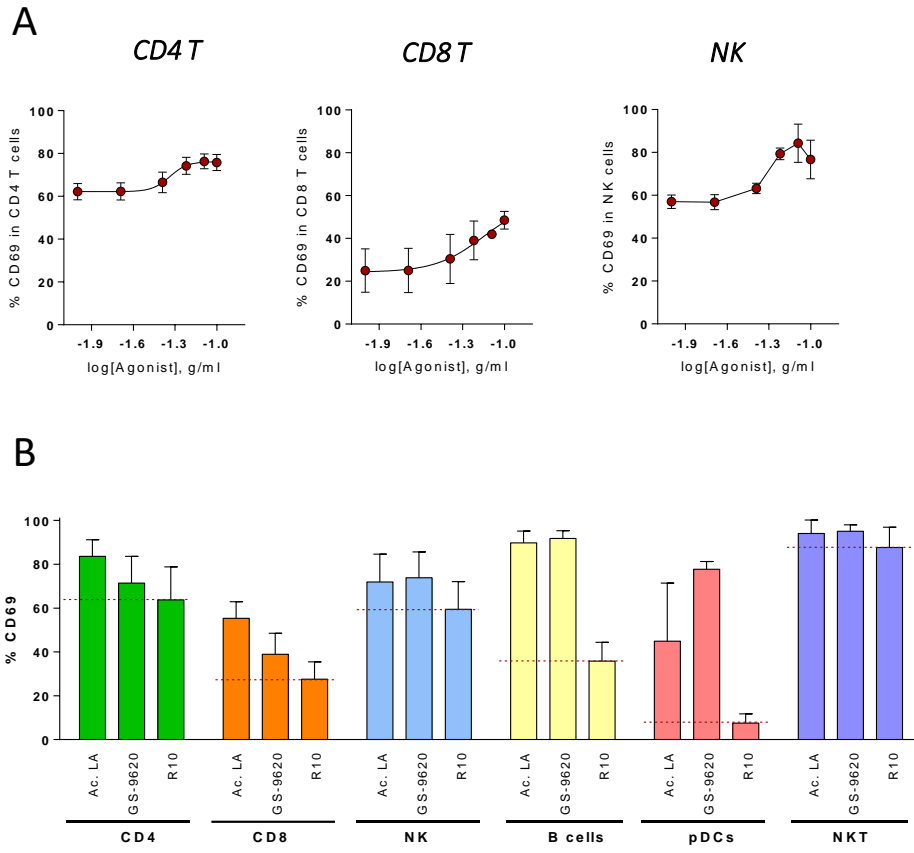 A
CD4 T
CD8 T
NK
% CD69 in CD4 T cells
100
80
60
40
20
0
-1.9 -1.6 -1.3 -1.0
log[Agonist], g/ml
% CD69 in CD8 T cells
100
80
60
40
20
0
-1.9 -1.6 -1.3 -1.0
log[Agonist], g/ml
% CD69 in NK cells
100
80
60
40
20
0
-1.9 -1.6 -1.3 -1.0
log[Agonist], g/ml
B
% CD69
100
80
60
40
20
0
Ac. LA GS-9620 R10 Ac. LA GS-9620 R10 Ac. LA GS-9620 R10 Ac. LA GS-9620 R10 Ac. LA GS-9620 R10 Ac. LA GS-9620 R10
CD4 CD8 NK B cells pDCs NKT